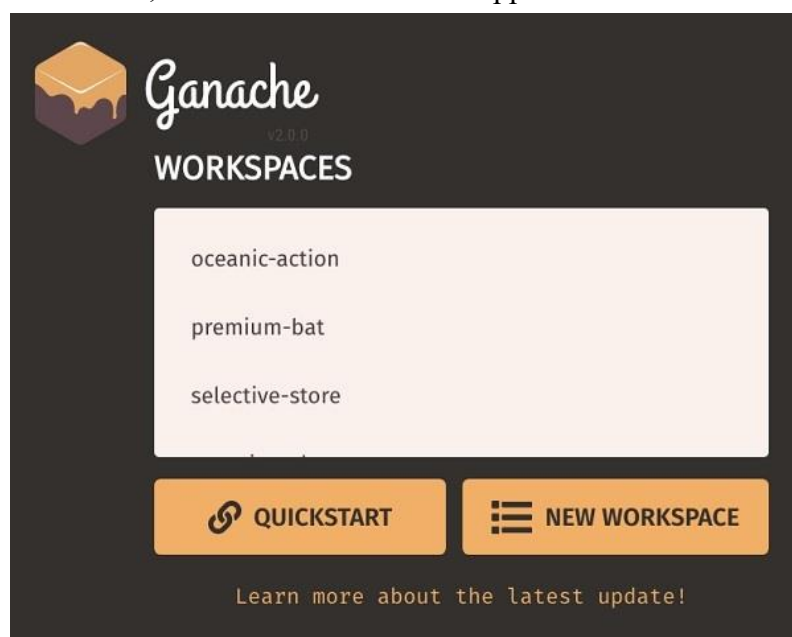 Ganache
v2.0.0
WORKSPACES
oceanic-action
premium-bat
selective-store
QUICKSTART
NEW WORKSPACE
Learn more about the latest update!